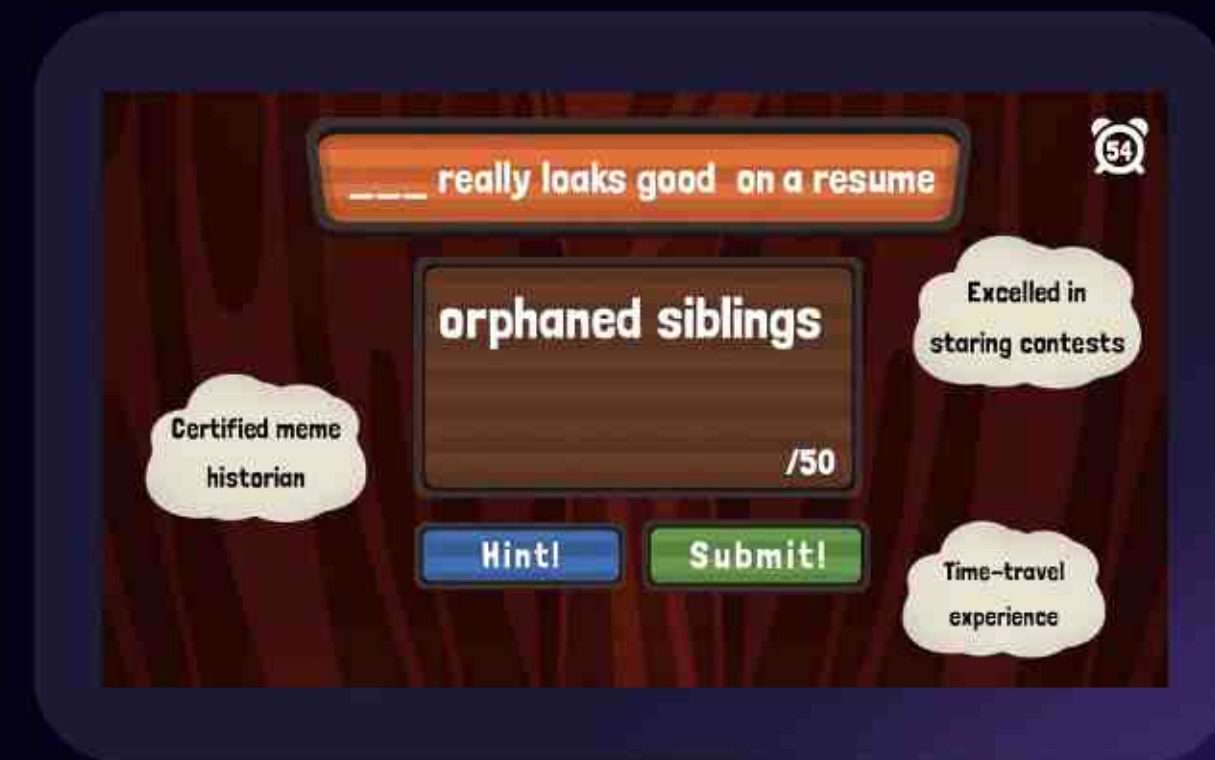 54
___ really loaks good on a resume
Excelled in
staring contests
orphaned siblings
Certified meme
historian
/50
Hint!
Submit!
Time-travel
experience